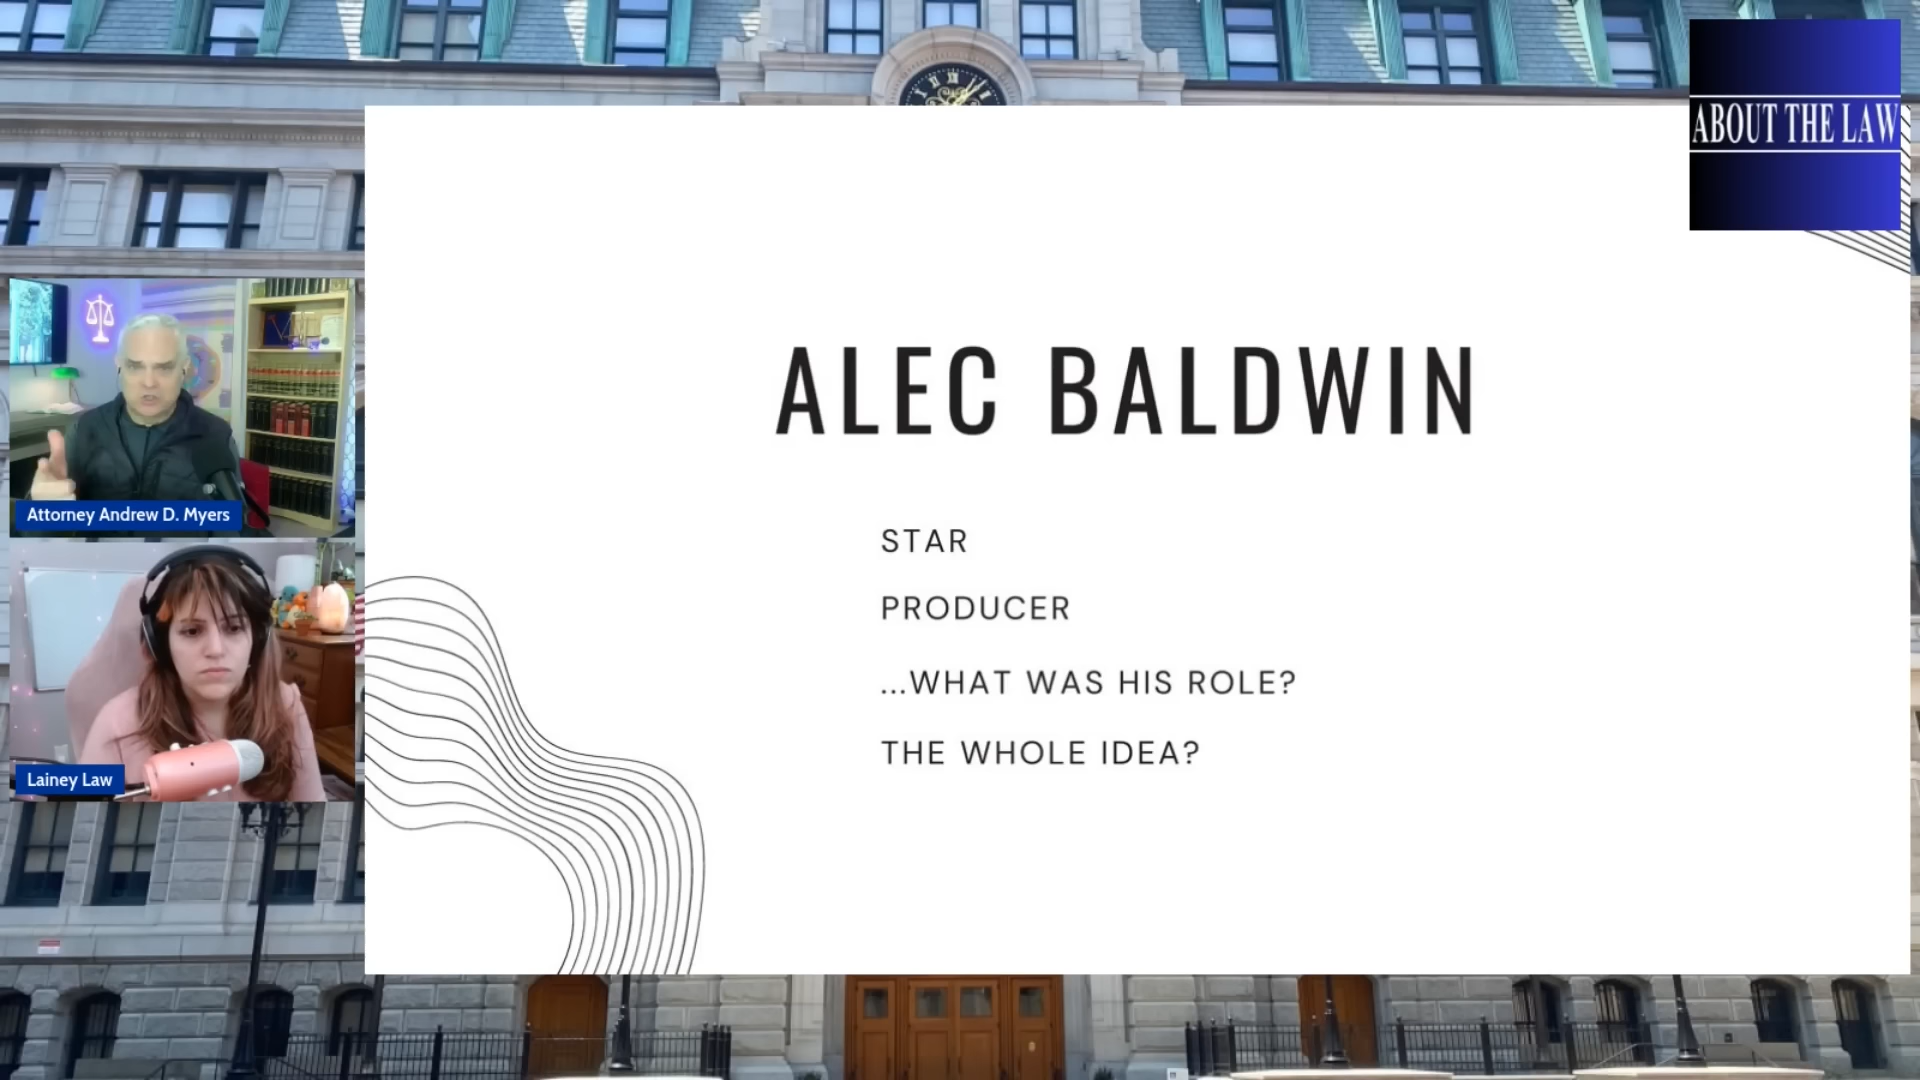 ABOUT THE LAW
ALEC BALDWIN
STAR
PRODUCER
...WHAT WAS HIS ROLE?
THE WHOLE IDEA?
Attorney Andrew D. Myers
Lainey Law